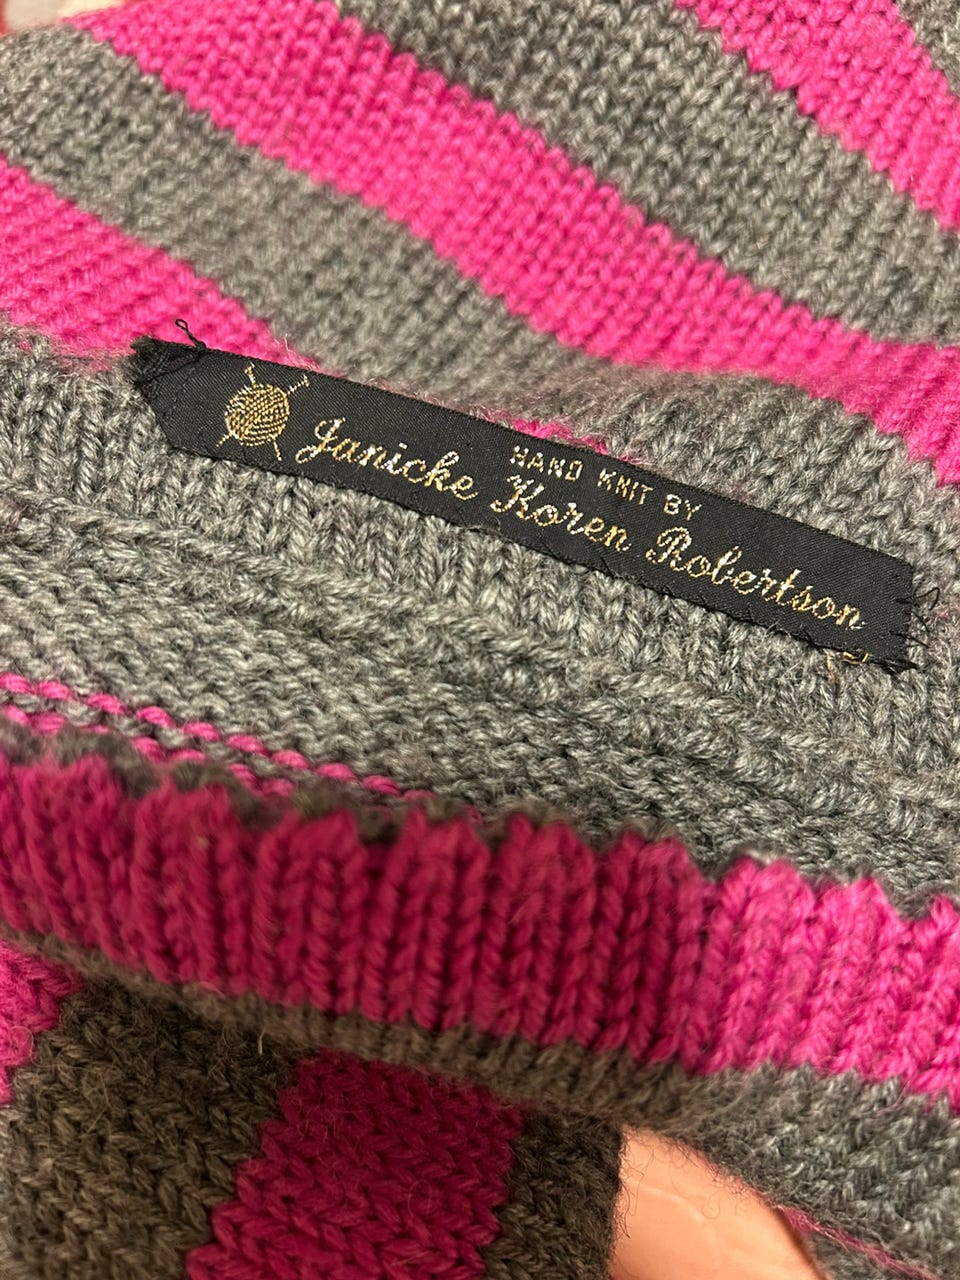 HAND KNIT BY
Janicke Koren Robertson